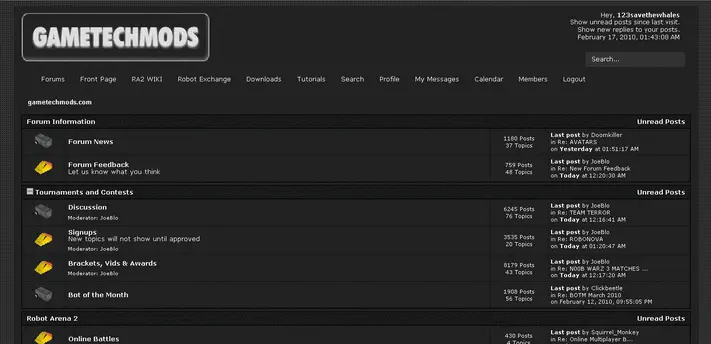 GAMETECHMODS
Hey, 123savethewhales
Show unread posts since last visit.
Show new replies to your posts.
February 17, 2010, 01:43:08 AM
Search...
Forums Front Page RA2 WIKI Robot Exchange Downloads Tutorials Search Profile My Messages Calendar Members Logout
gametechmods.com
Forum Information Unread Posts
Forum News
1180 Posts
37 Topics
Last post by Doomkiller
in Re: AVATARS
on Yesterday at 01:51:17 AM
Forum Feedback
Let us know what you think
759 Posts
48 Topics
Last post by JoeBlo
in Re: New Forum Feedback
on Today at 12:20:30 AM
Tournaments and Contests Unread Posts
Discussion
Moderator: JoeBlo
6245 Posts
76 Topics
Last post by JoeBlo
in Re: TEAM TERROR
on Today at 12:16:41 AM
Signups
New topics will not show until approved
Moderator: JoeBlo
3535 Posts
20 Topics
Last post by JoeBlo
in Re: ROBONOVA
on Today at 01:20:47 AM
Brackets, Vids & Awards
Moderator: JoeBlo
8179 Posts
43 Topics
Last post by JoeBlo
in Re: N00B WARZ 3 MATCHES ...
on Today at 12:17:20 AM
Bot of the Month
1908 Posts
56 Topics
Last post by Clickbeetle
in Re: BOTM March 2010
on February 12, 2010, 09:55:05 PM
Robot Arena 2 Unread Posts
Online Battles
430 Posts
4 Topics
Last post by Squirrel_Monkey
in Re: Online Multiplayer B...